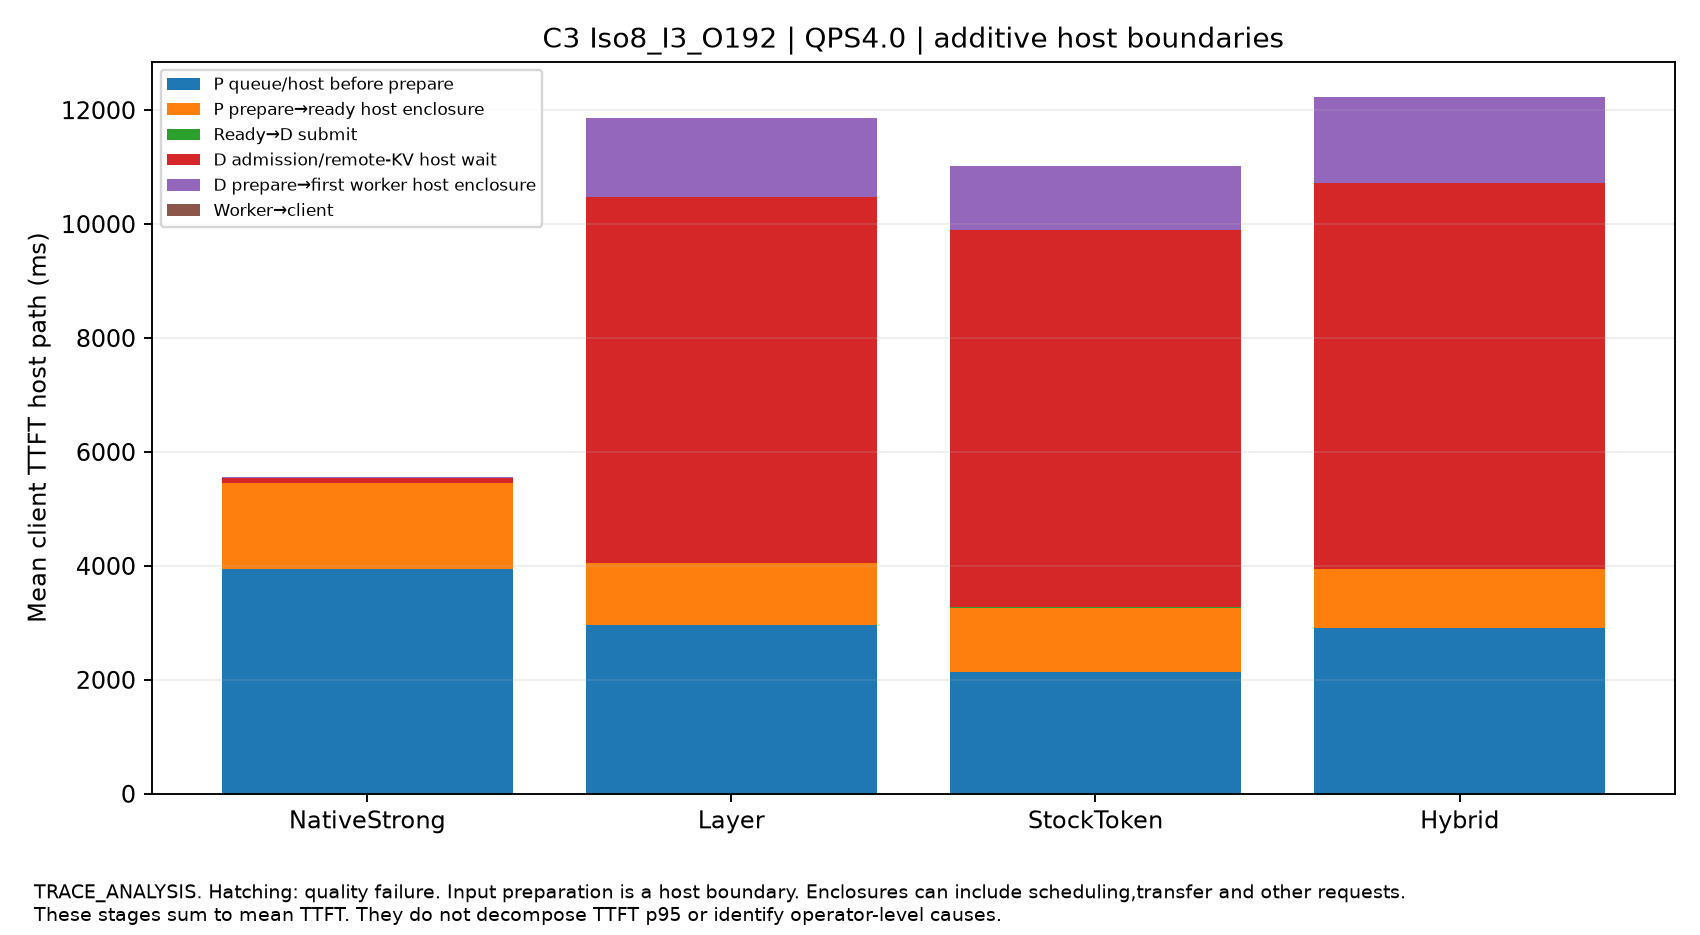 C3 Iso8_I3_O192 | QPS4.0 | additive host boundaries
P queue/host before prepare
P prepare→ready host enclosure
Ready→D submit
D admission/remote-KV host wait
D prepare→first worker host enclosure
Worker→client
Mean client TTFT host path (ms)
12000
10000
8000
6000
4000
2000
0
NativeStrong
Layer
StockToken
Hybrid
TRACE_ANALYSIS. Hatching: quality failure. Input preparation is a host boundary. Enclosures can include scheduling,transfer and other requests.
These stages sum to mean TTFT. They do not decompose TTFT p95 or identify operator-level causes.